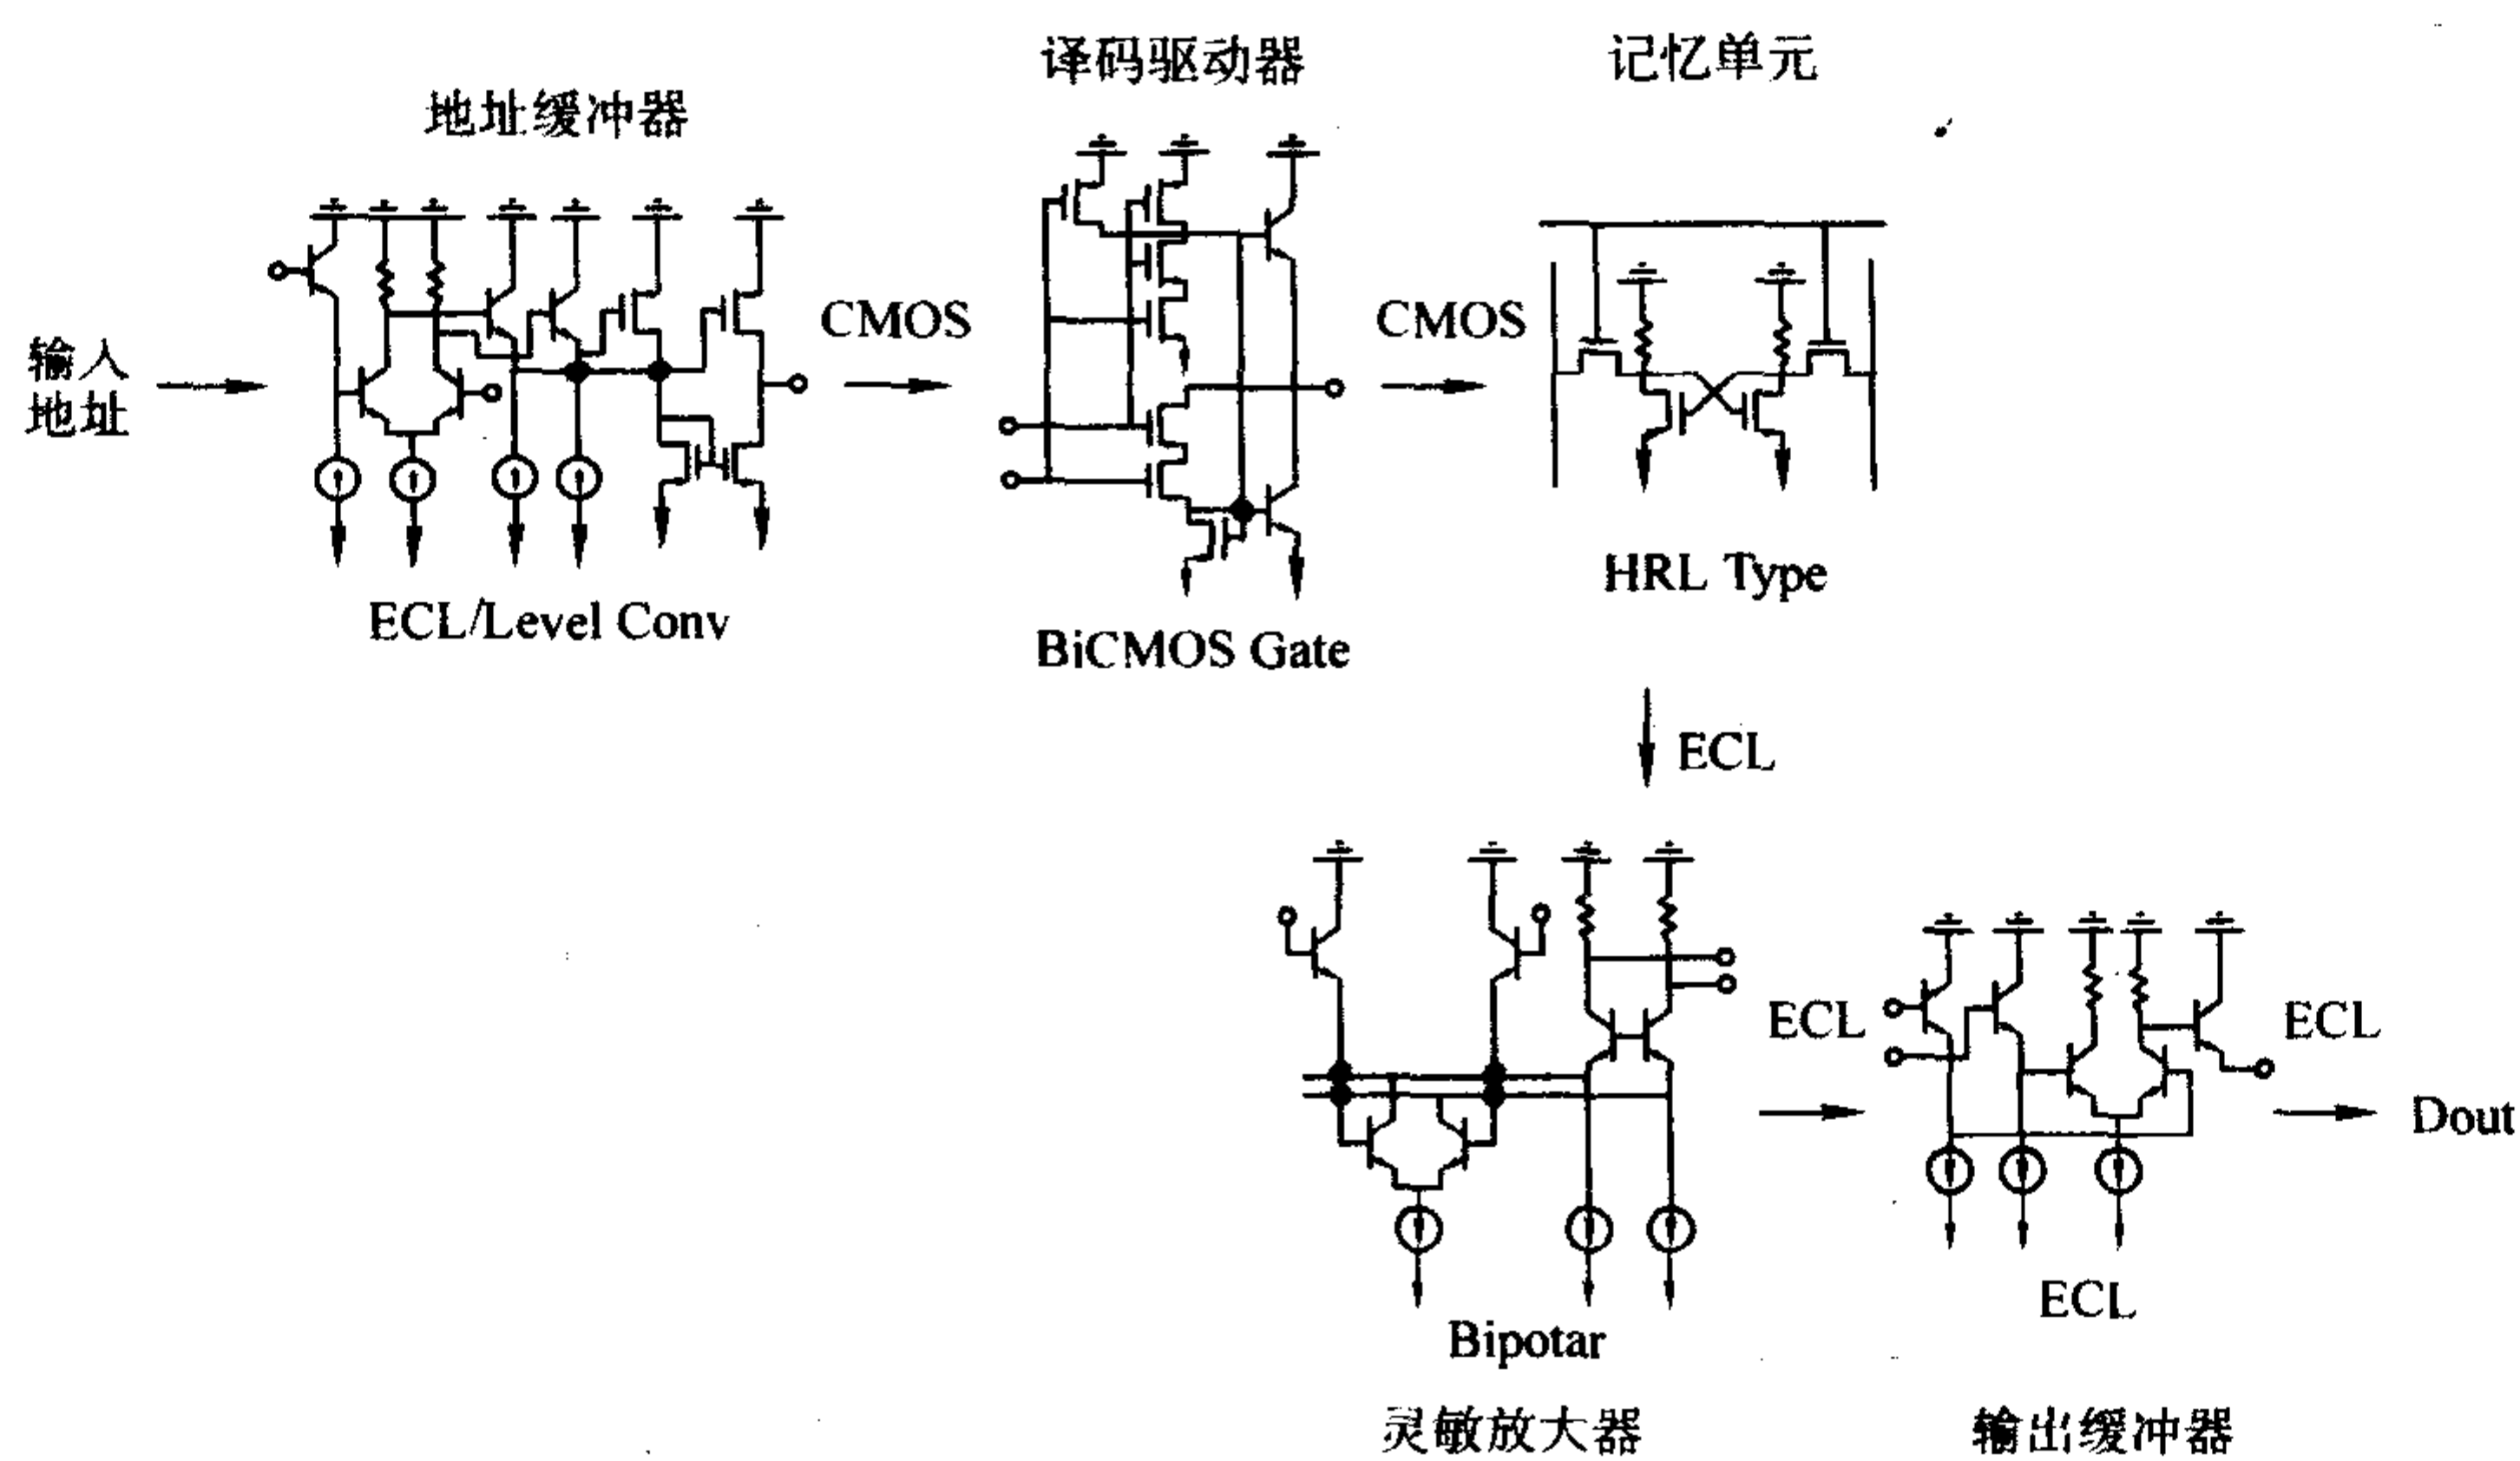 译码驱动器
记忆单元
地址缓冲器
输入
地址
CMOS
CMOS
ECL/Level Conv
BiCMOS Gate
HRL Type
ECL
ECL
ECL
Dout
Bipotar
ECL
灵敏放大器
输出缓冲器